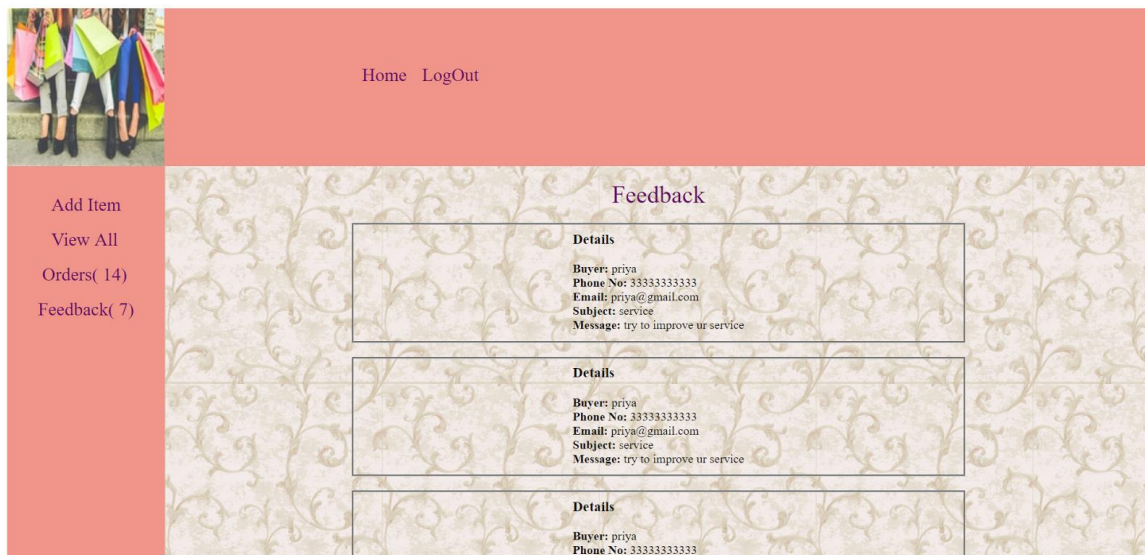 Home LogOut
Add Item
View All
Orders( 14)
Feedback( 7)
Feedback
Details
Buyer: priya
Phone No: 33333333333
Email: priya@gmail.com
Subject: service
Message: try to improve ur service
Details
Buyer: priya
Phone No: 33333333333
Email: priya@gmail.com
Subject: service
Message: try to improve ur service
Details
Buyer: priya
Phone No: 33333333333